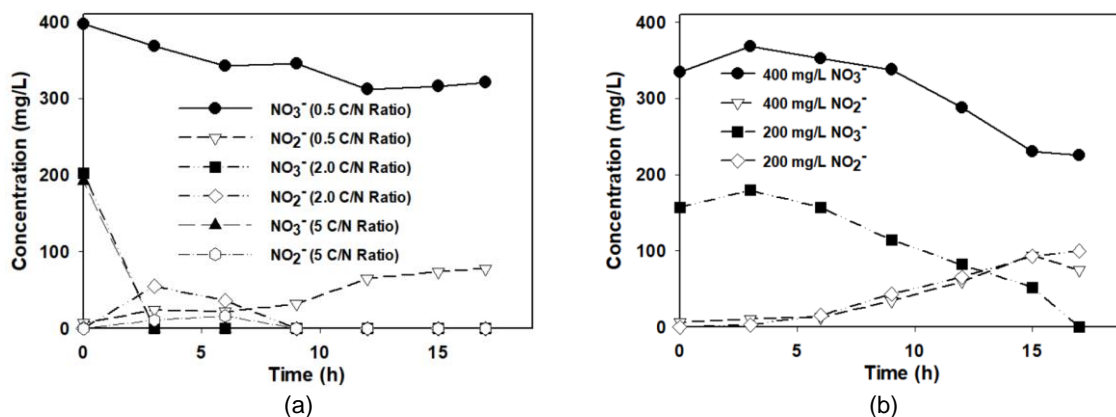 400
300
200
100
0
Concentration (mg/L)
NO₃⁻ (0.5 C/N Ratio)
NO₂⁻ (0.5 C/N Ratio)
NO₃⁻ (2.0 C/N Ratio)
NO₂⁻ (2.0 C/N Ratio)
NO₃⁻ (5 C/N Ratio)
NO₂⁻ (5 C/N Ratio)
0 5 10 15
Time (h)
(a)
400
300
200
100
0
Concentration (mg/L)
400 mg/L NO₃⁻
400 mg/L NO₂⁻
200 mg/L NO₃⁻
200 mg/L NO₂⁻
0 5 10 15
Time (h)
(b)